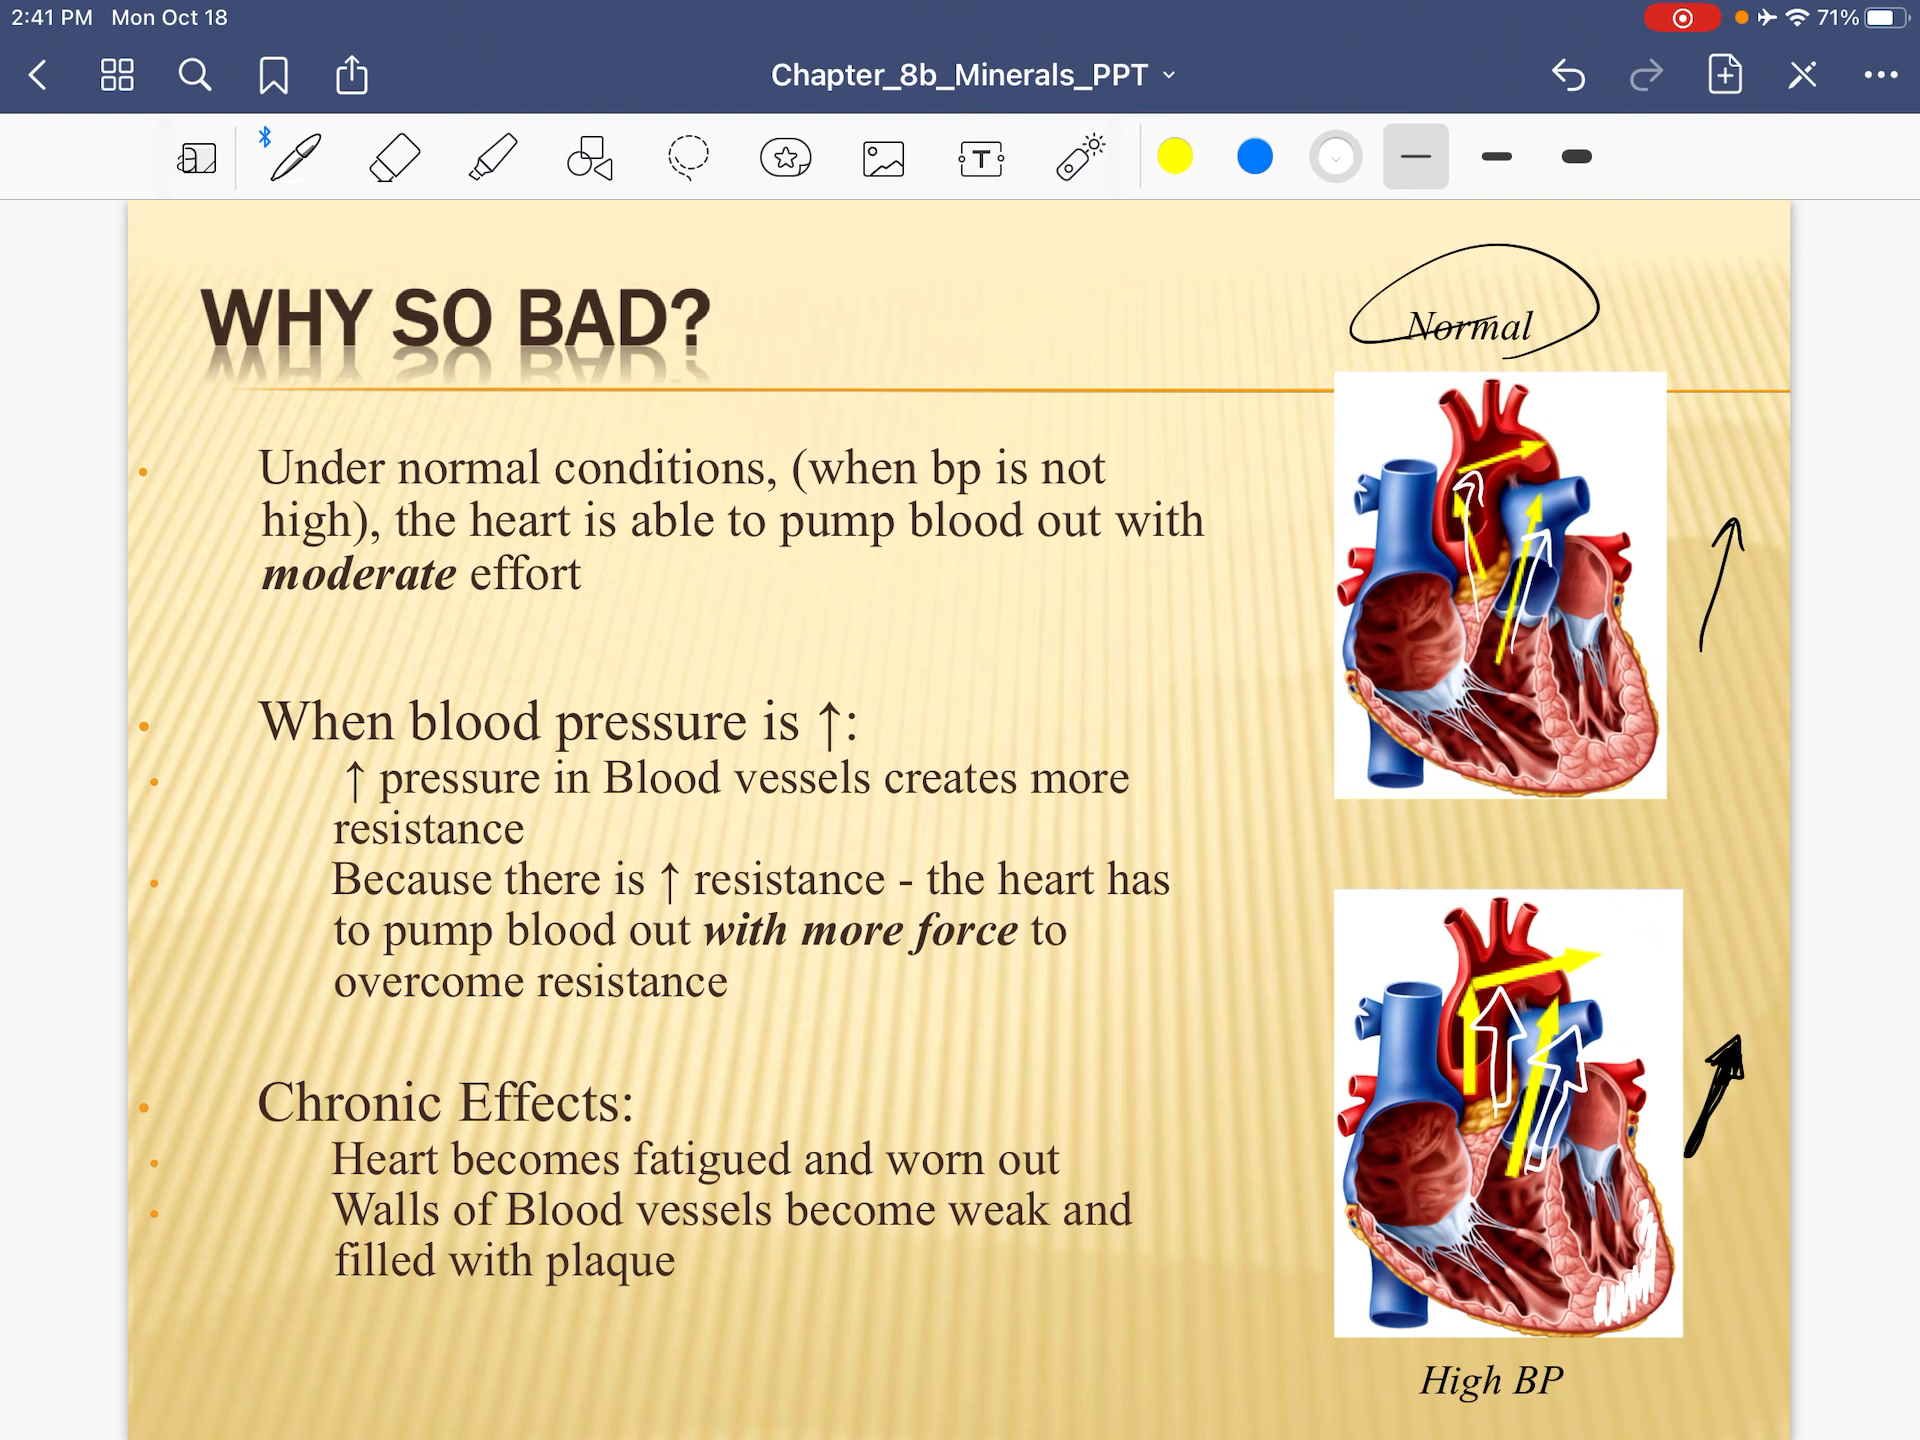 2:41 PM Mon Oct 18
71%
Chapter_8b_Minerals_PPT
a
T
WHY SO BAD?
Normal
• Under normal conditions, (when bp is not
high), the heart is able to pump blood out with
moderate effort
• When blood pressure is ↑:
• ↑ pressure in Blood vessels creates more
resistance
• Because there is ↑ resistance - the heart has
to pump blood out with more force to
overcome resistance
• Chronic Effects:
• Heart becomes fatigued and worn out
• Walls of Blood vessels become weak and
filled with plaque
High BP